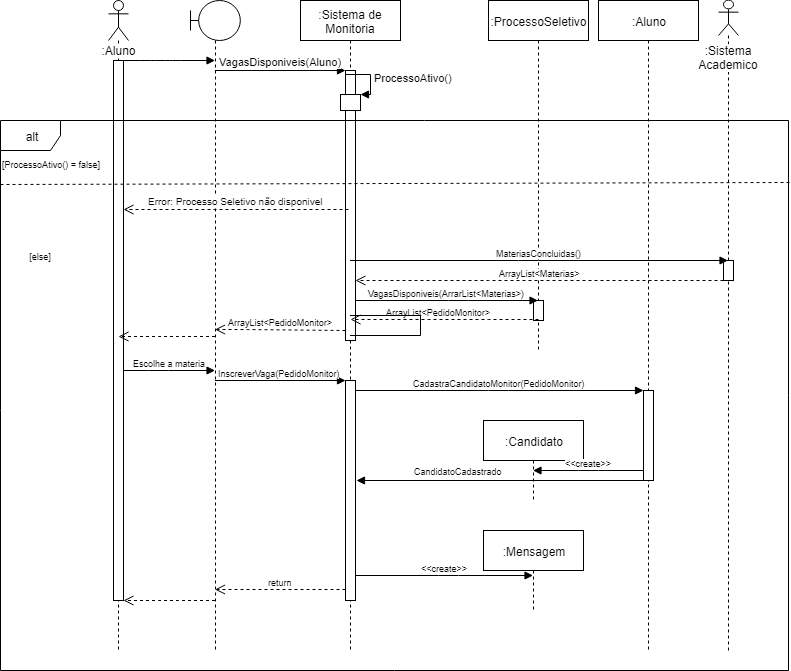 :Aluno
:Sistema de
Monitoria
:ProcessoSeletivo
:Aluno
:Sistema
Academico
VagasDisponiveis(Aluno)
ProcessoAtivo()
alt
[ProcessoAtivo() = false]
Error: Processo Seletivo não disponivel
[else]
MateriasConcluidas()
ArrayList<Materias>
VagasDisponiveis(ArrarList<Materias>)
ArrayList<PedidoMonitor>
ArrayList<PedidoMonitor>
Escolhe a materia
InscreverVaga(PedidoMonitor)
CadastraCandidatoMonitor(PedidoMonitor)
:Candidato
<<create>>
CandidatoCadastrado
:Mensagem
<<create>>
return